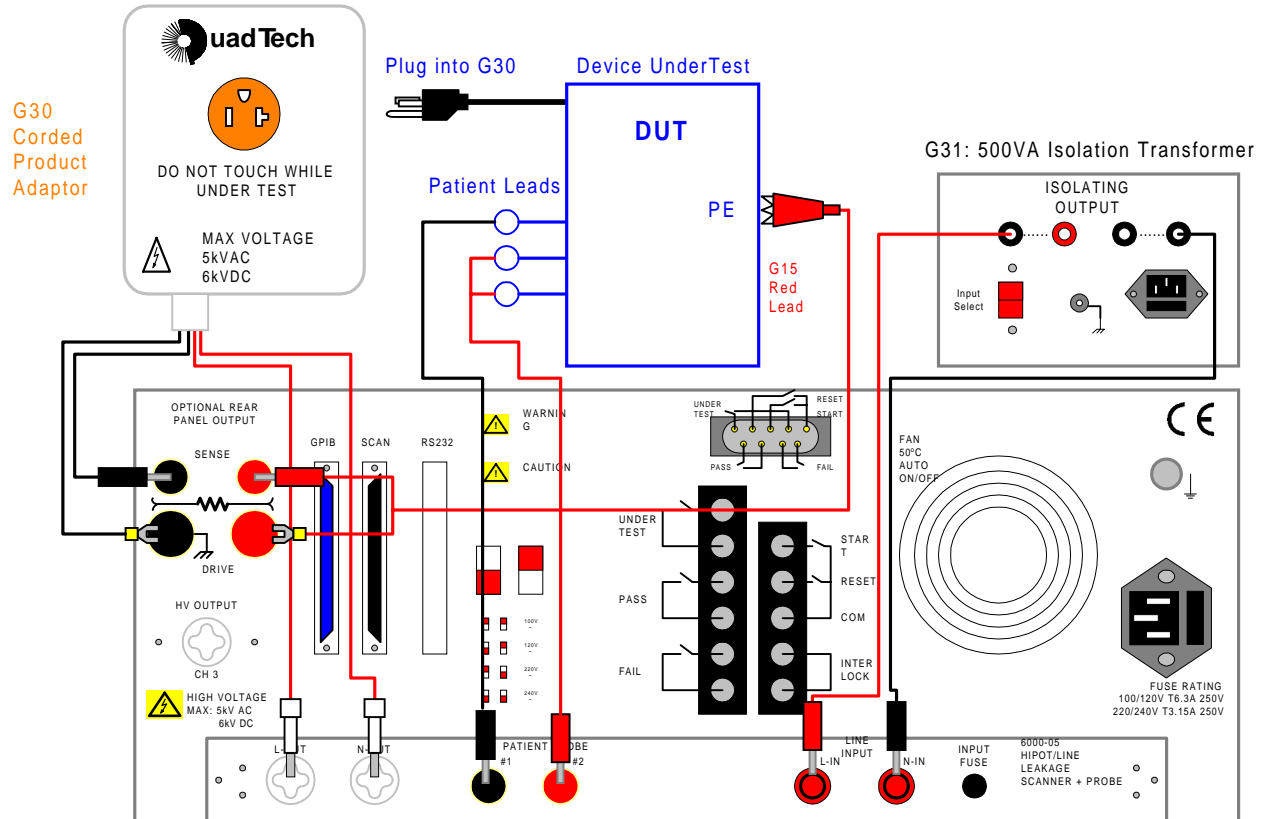 uadTech
G30
Corded
Product
Adaptor
DO NOT TOUCH WHILE
UNDER TEST
MAX VOLTAGE
5kVAC
6kVDC
Plug into G30
Device UnderTest
DUT
Patient Leads
PE
G15
Red
Lead
G31: 500VA Isolation Transformer
ISOLATING
OUTPUT
Input
Select
OPTIONAL REAR
PANEL OUTPUT
SENSE
DRIVE
HV OUTPUT
CH 3
HIGH VOLTAGE
MAX: 5kV AC
6kV DC
GPIB
SCAN
RS232
WARNIN
G
CAUTION
100V
~
120V
~
220V
~
240V
~
UNDER
TEST
RESET
START
PASS
FAIL
UNDER
TEST
PASS
FAIL
STAR
T
RESET
COM
INTER
LOCK
FAN
50ºC
AUTO
ON/OFF
CE
FUSE RATING
100/120V T6.3A 250V
220/240V T3.15A 250V
PATIENT
#1
#2
LINE
INPUT
L-IN
N-IN
INPUT
FUSE
6000-05
HIPOT/LINE
LEAKAGE
SCANNER + PROBE